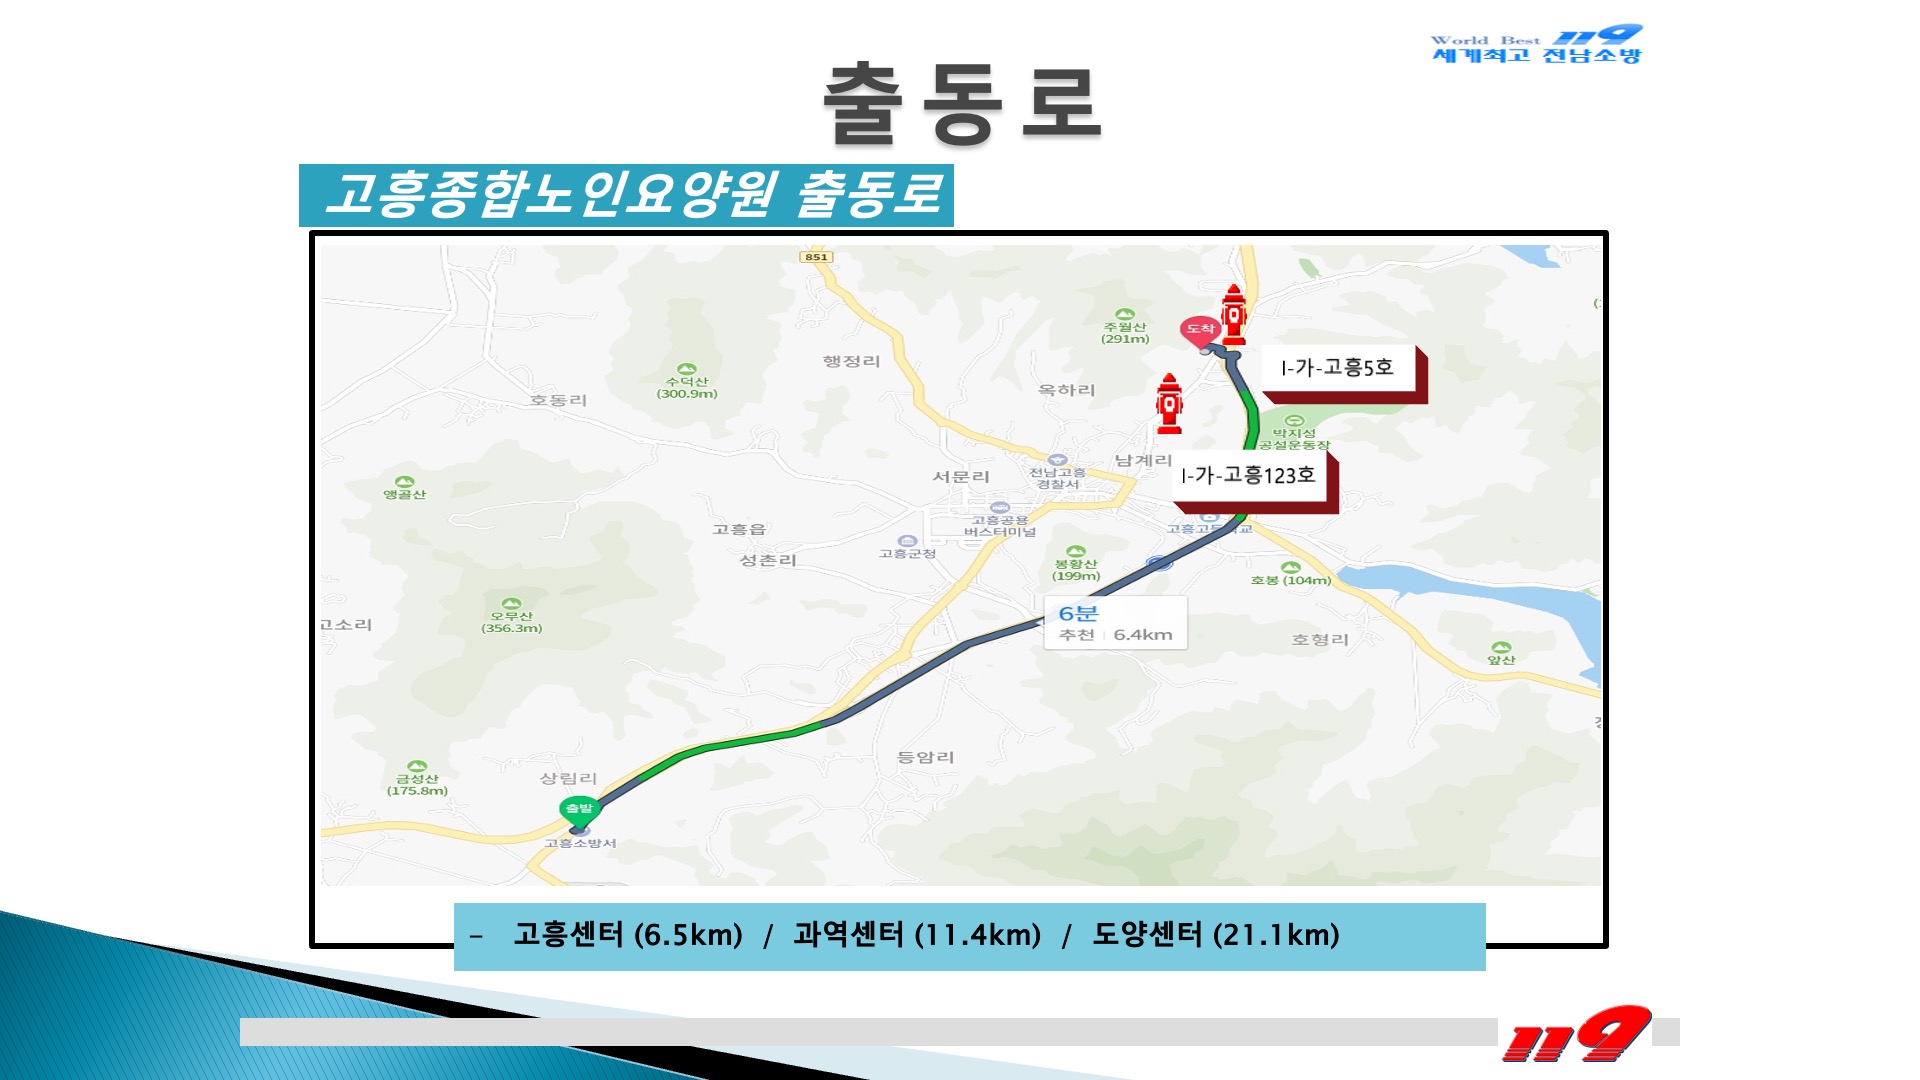 World Best 119
세계최고 전남소방
출동로
고흥종합노인요양원 출동로
851
주월산
(291m)
도착
I-가-고흥5호
행정리
수덕산
(300.9m)
호동리
옥하리
박지성
공설운동장
남계리
서문리
전남고흥
경찰서
I-가-고흥123호
앵골산
고흥공용
버스터미널
고흥읍
고흥군청
성촌리
봉황산
(199m)
호봉 (104m)
오무산
(356.3m)
고소리
6분
추천 6.4km
호형리
앞산
등암리
금성산
(175.8m)
상림리
출발
고흥소방서
– 고흥센터 (6.5km) / 과역센터 (11.4km) / 도양센터 (21.1km)
119